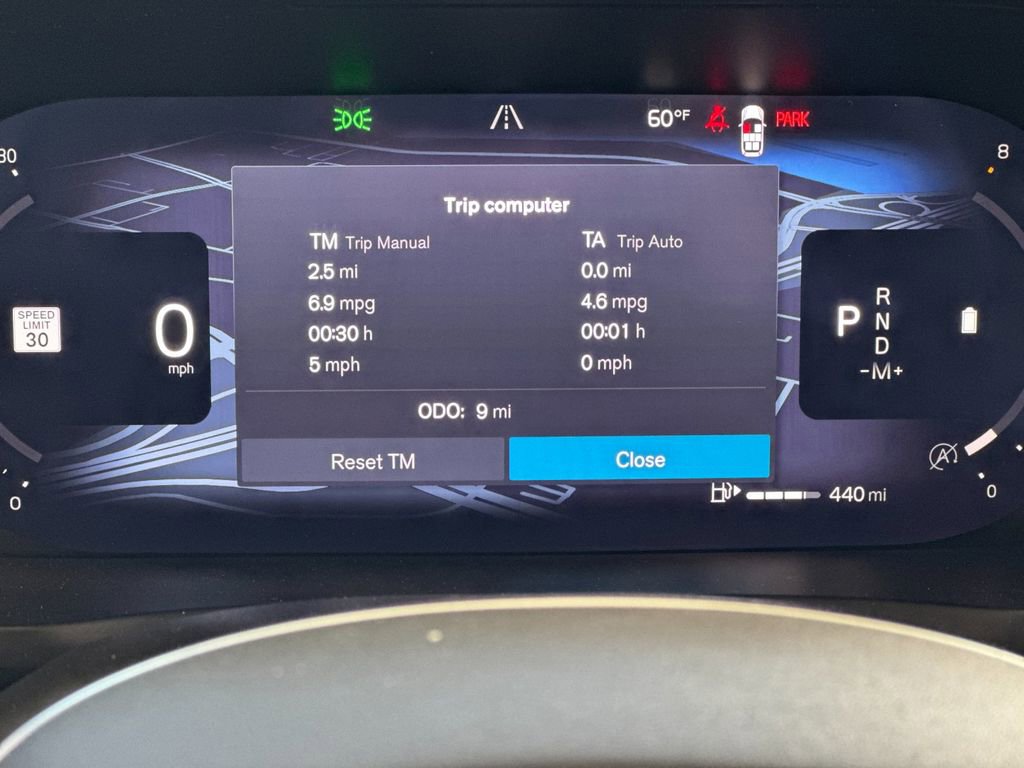 60°F PARK
80
8
Trip computer
TM Trip Manual
TA Trip Auto
2.5 mi
0.0 mi
6.9 mpg
4.6 mpg
00:30 h
00:01 h
5 mph
0 mph
SPEED
LIMIT
30
0
mph
P
R
N
D
-M+
ODO: 9 mi
Reset TM
Close
A
0
440 mi
0